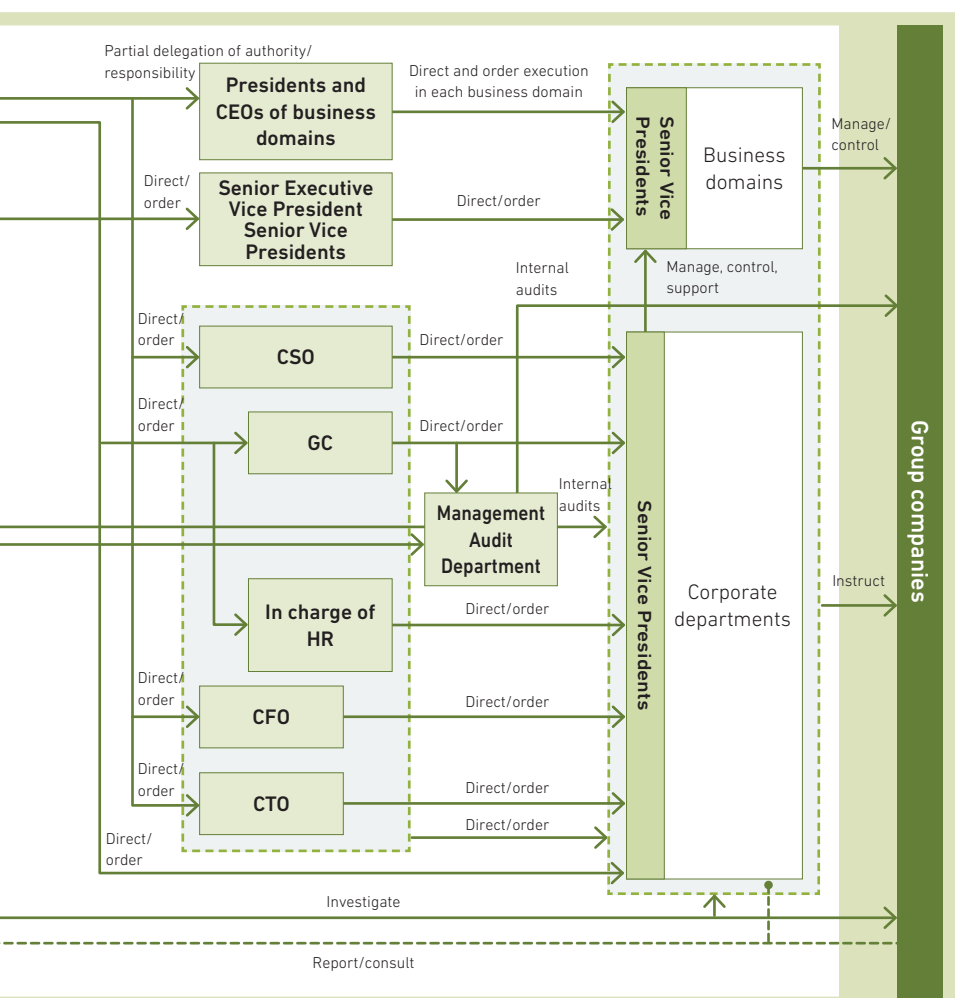 Partial delegation of authority/
responsibility
Presidents and
CEOs of business
domains
Direct and order execution
in each business domain
Senior Vice
Presidents
Business
domains
Manage/
control
Direct/
order
Senior Executive
Vice President
Senior Vice
Presidents
Direct/order
Internal
audits
Manage, control,
support
Direct/
order
CSO
Direct/order
Direct/
order
GC
Direct/order
Management
Audit
Department
Internal
audits
Senior Vice Presidents
Corporate
departments
Instruct
Group companies
In charge of
HR
Direct/order
Direct/
order
CFO
Direct/order
Direct/
order
CTO
Direct/order
Direct/order
Direct/
order
Investigate
Report/consult